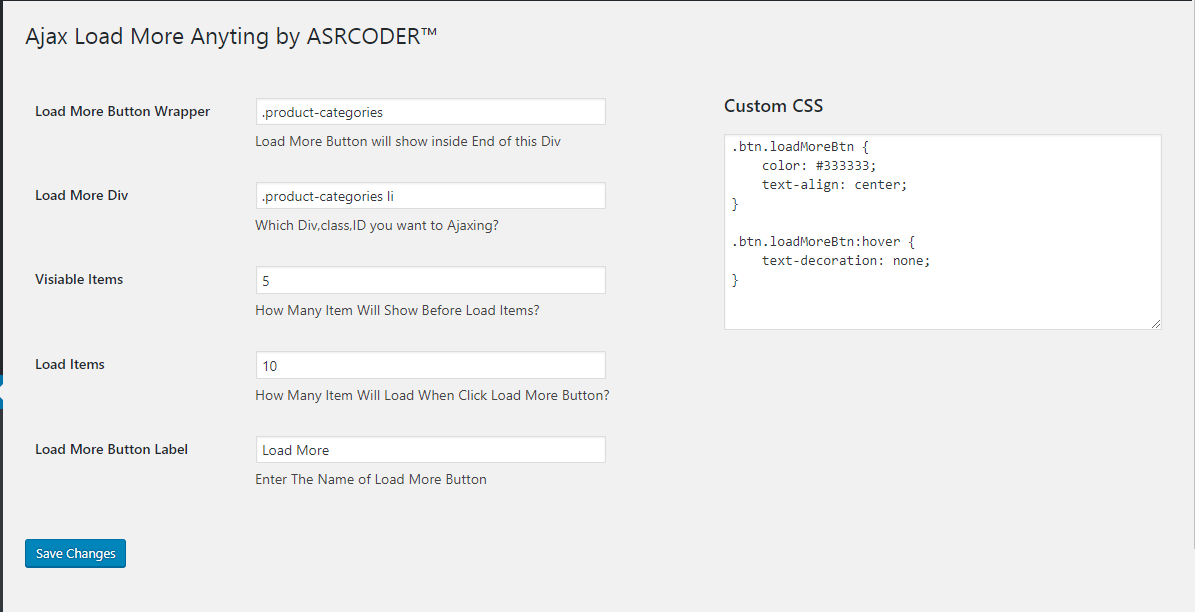 Ajax Load More Anyting by ASRCODER™
Load More Button Wrapper
.product-categories
Load More Button will show inside End of this Div
Load More Div
.product-categories li
Which Div,class,ID you want to Ajaxing?
Visiable Items
5
How Many Item Will Show Before Load Items?
Load Items
10
How Many Item Will Load When Click Load More Button?
Load More Button Label
Load More
Enter The Name of Load More Button
Save Changes
Custom CSS
.btn.loadMoreBtn {
    color: #333333;
    text-align: center;
}
.btn.loadMoreBtn:hover {
    text-decoration: none;
}